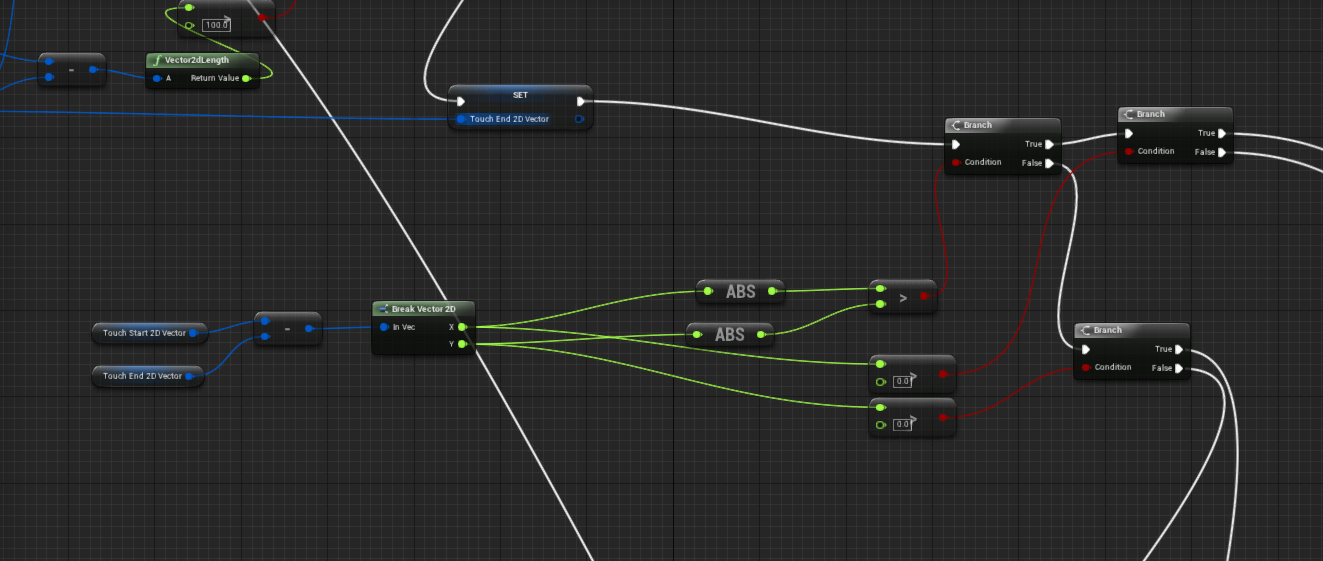 >
100.0
-
f Vector2dLength
A Return Value
SET
Touch End 2D Vector
Branch
True
Condition False
Branch
True
Condition False
Break Vector 2D
In Vec X
Y
Touch Start 2D Vector
-
Touch End 2D Vector
ABS
ABS
>
>
0.0
>
0.0
Branch
True
Condition False